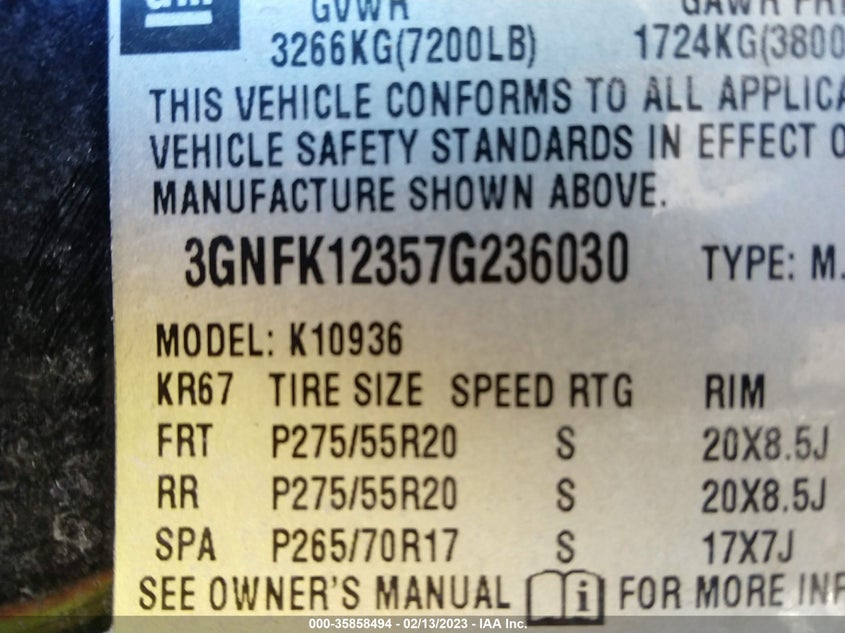 GM
GVWR GAWR FRT
3266KG(7200LB) 1724KG(3800
THIS VEHICLE CONFORMS TO ALL APPLICA
VEHICLE SAFETY STANDARDS IN EFFECT O
MANUFACTURE SHOWN ABOVE.
3GNFK12357G236030 TYPE: M.
MODEL: K10936
KR67 TIRE SIZE SPEED RTG RIM
FRT P275/55R20 S 20X8.5J
RR P275/55R20 S 20X8.5J
SPA P265/70R17 S 17X7J
SEE OWNER'S MANUAL i FOR MORE INF
000-35858494 - 02/13/2023 - IAA Inc.